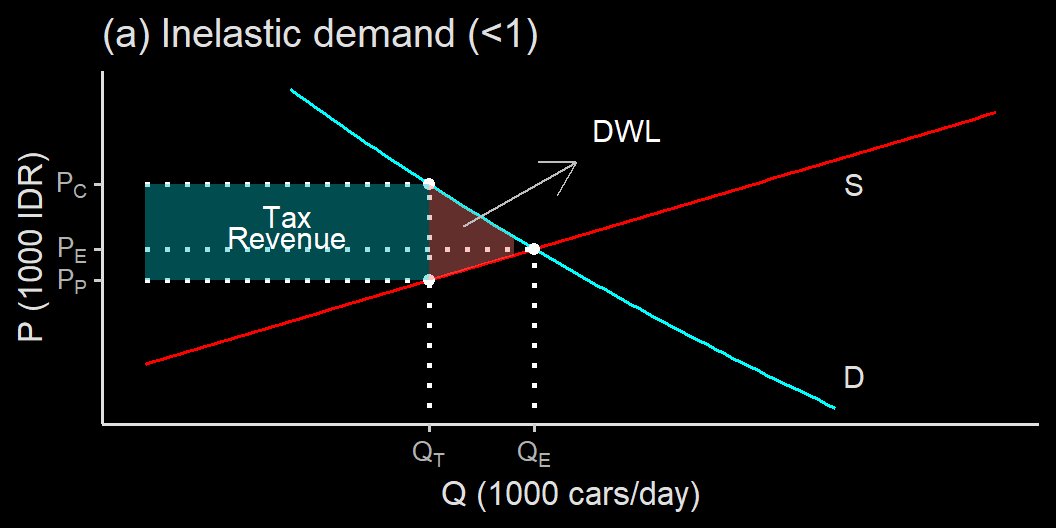 (a) Inelastic demand (<1)
DWL
P_C
S
Tax
Revenue
P_E
P_P
P (1000 IDR)
D
Q_T
Q_E
Q (1000 cars/day)